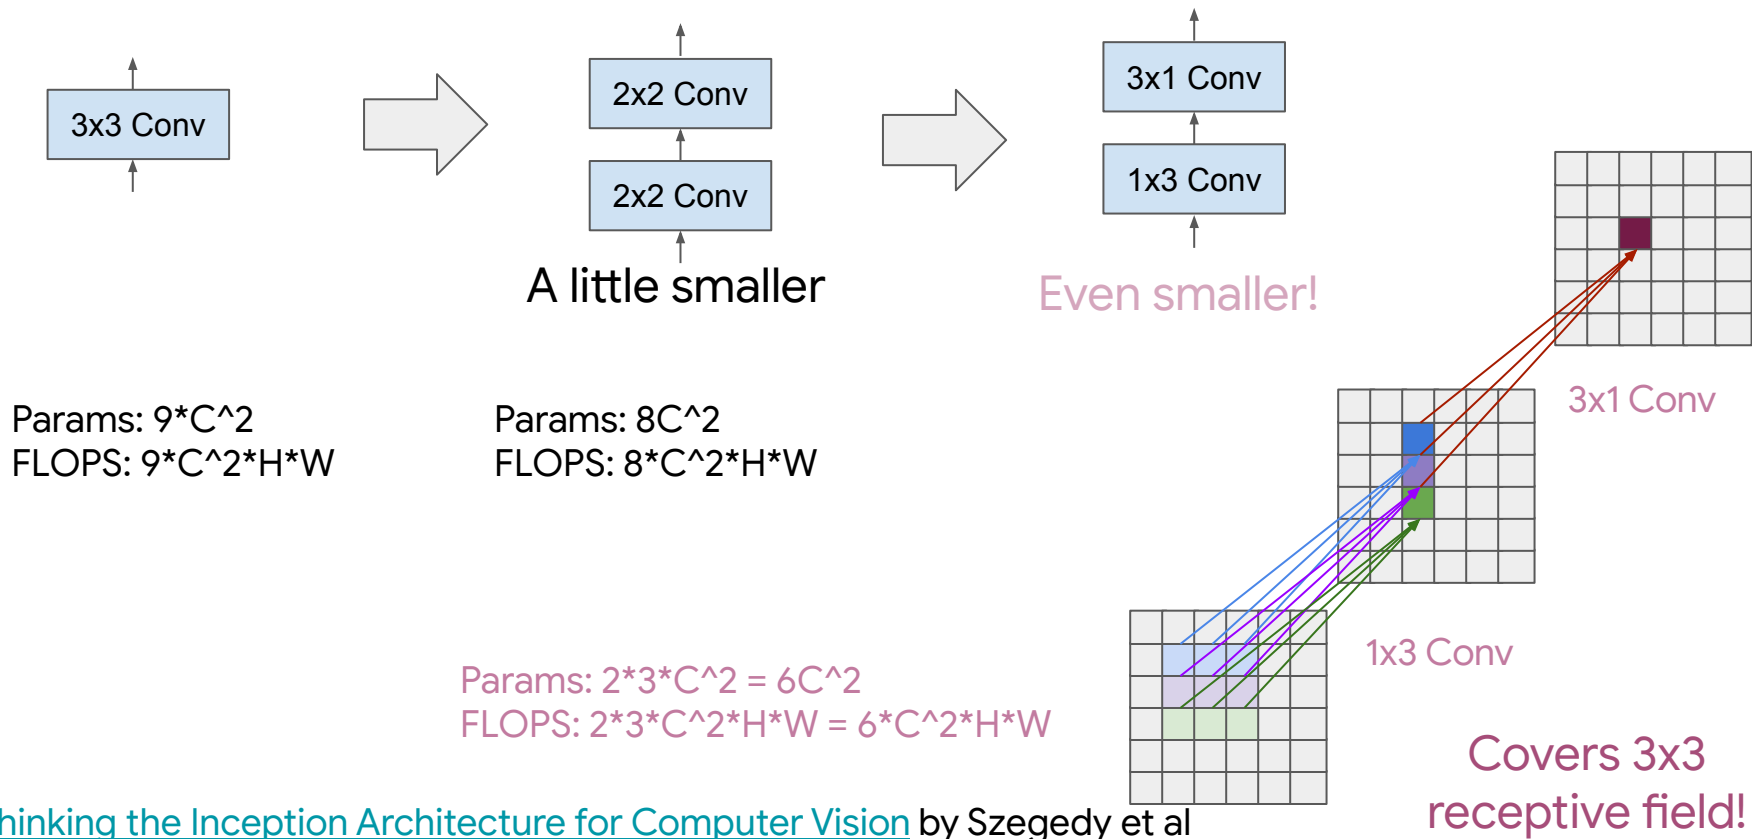 3x3 Conv
2x2 Conv
2x2 Conv
A little smaller
3x1 Conv
1x3 Conv
Even smaller!
Params: 9*C^2
FLOPS: 9*C^2*H*W
Params: 8C^2
FLOPS: 8*C^2*H*W
3x1 Conv
1x3 Conv
Params: 2*3*C^2 = 6C^2
FLOPS: 2*3*C^2*H*W = 6*C^2*H*W
Covers 3x3
receptive field!
hinking the Inception Architecture for Computer Vision by Szegedy et al